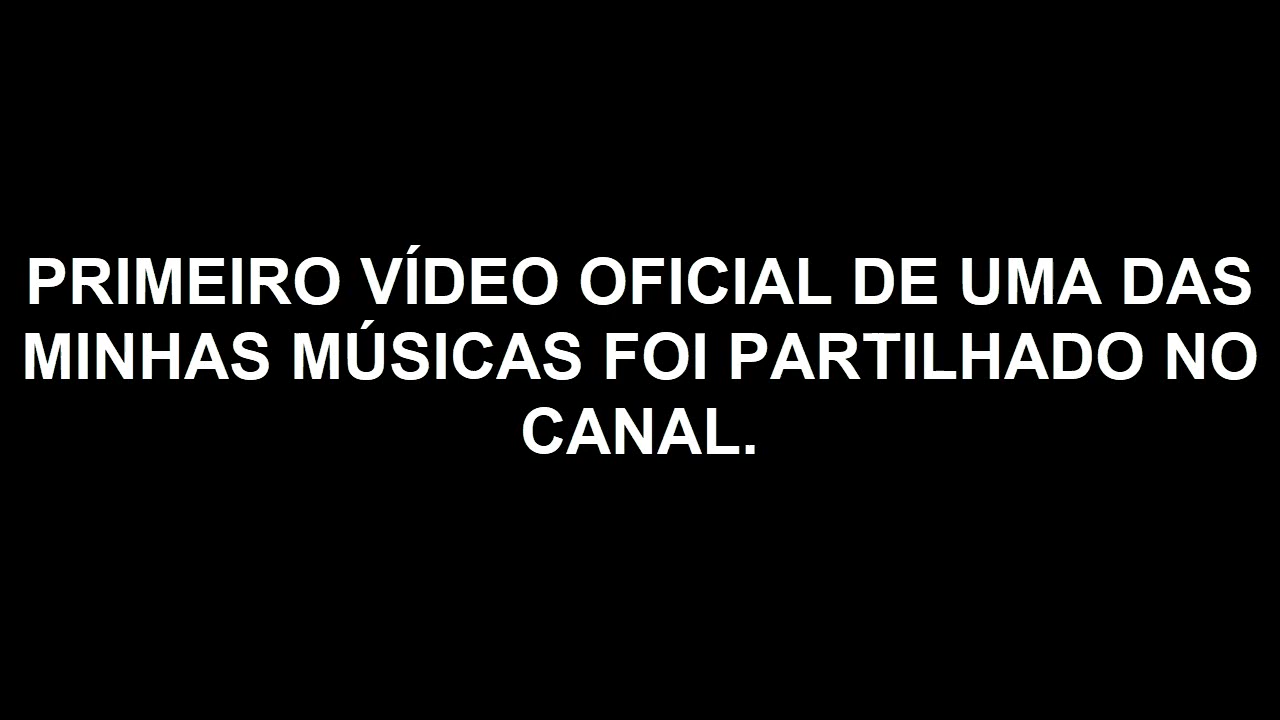 PRIMEIRO VÍDEO OFICIAL DE UMA DAS
MINHAS MÚSICAS FOI PARTILHADO NO
CANAL.